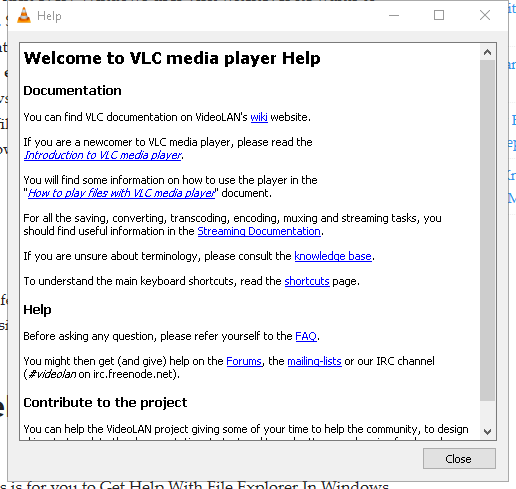 Help
Welcome to VLC media player Help
Documentation
You can find VLC documentation on VideoLAN's wiki website.
If you are a newcomer to VLC media player, please read the
Introduction to VLC media player.
You will find some information on how to use the player in the
"How to play files with VLC media player" document.
For all the saving, converting, transcoding, encoding, muxing and streaming tasks, you
should find useful information in the Streaming Documentation.
If you are unsure about terminology, please consult the knowledge base.
To understand the main keyboard shortcuts, read the shortcuts page.
Help
Before asking any question, please refer yourself to the FAQ.
You might then get (and give) help on the Forums, the mailing-lists or our IRC channel
(#videolan on irc.freenode.net).
Contribute to the project
You can help the VideoLAN project giving some of your time to help the community, to design
Close
s is for you to Get Help With File Explorer In Windows